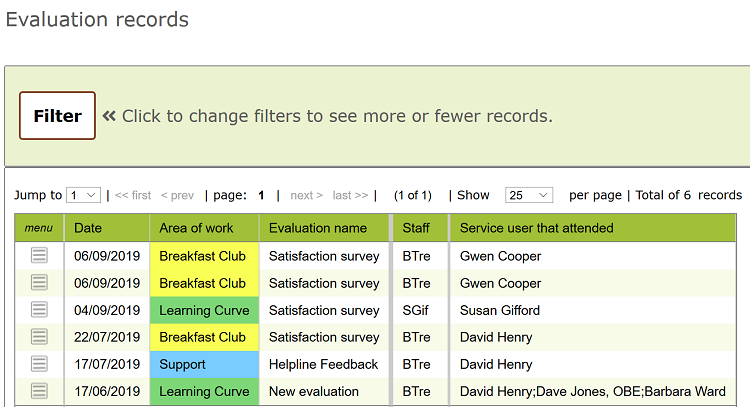 Evaluation records
Filter « Click to change filters to see more or fewer records.
Jump to 1 | << first < prev | page: 1 | next > last >> | (1 of 1) | Show 25 per page | Total of 6 records
menu Date Area of work Evaluation name Staff Service user that attended
06/09/2019 Breakfast Club Satisfaction survey BTre Gwen Cooper
06/09/2019 Breakfast Club Satisfaction survey BTre Gwen Cooper
04/09/2019 Learning Curve Satisfaction survey SGif Susan Gifford
22/07/2019 Breakfast Club Satisfaction survey BTre David Henry
17/07/2019 Support Helpline Feedback BTre David Henry
17/06/2019 Learning Curve New evaluation BTre David Henry;Dave Jones, OBE;Barbara Ward